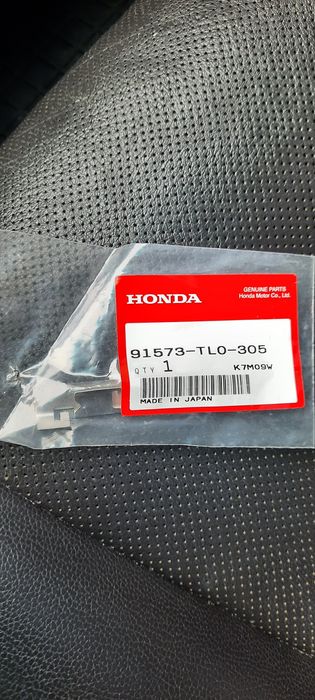 GENUINE PARTS
HONDA Honda Motor Co., Ltd.
91573-TL0-305
QTY 1 K7M09W
MADE IN JAPAN